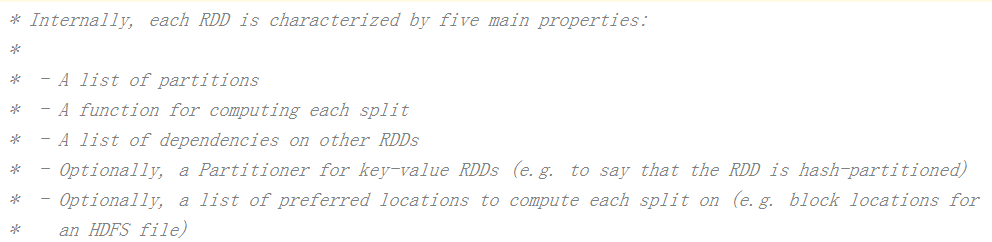 * Internally, each RDD is characterized by five main properties:
*
*  - A list of partitions
*  - A function for computing each split
*  - A list of dependencies on other RDDs
*  - Optionally, a Partitioner for key-value RDDs (e.g. to say that the RDD is hash-partitioned)
*  - Optionally, a list of preferred locations to compute each split on (e.g. block locations for
*    an HDFS file)